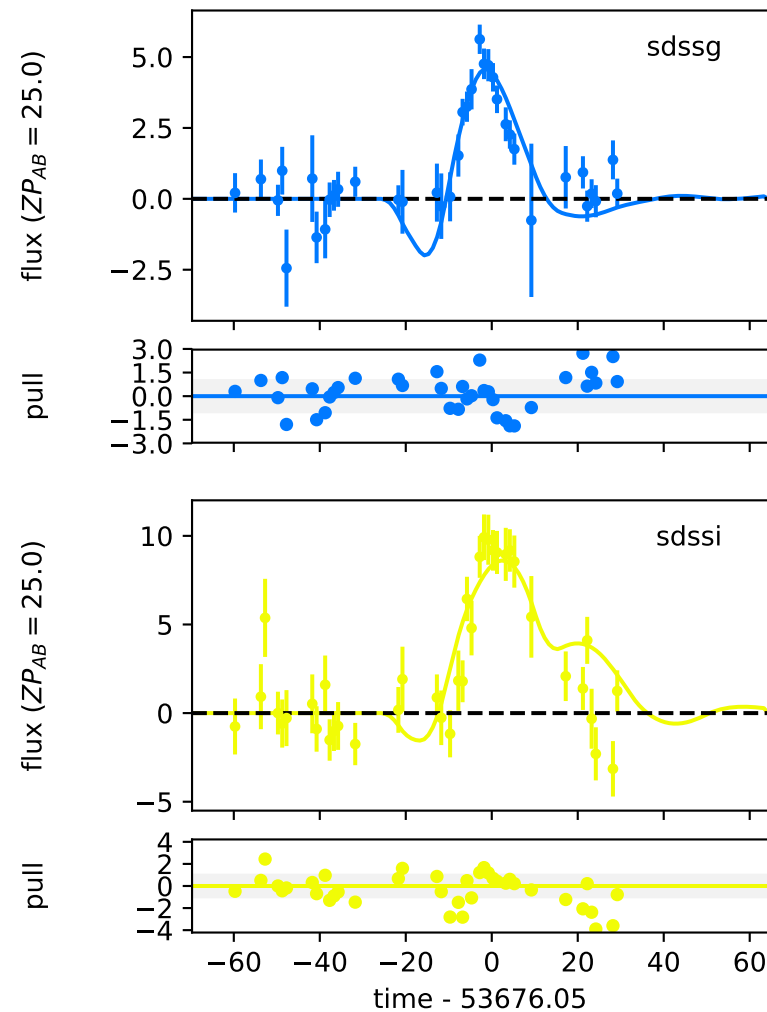 sdssg
flux (ZP_AB = 25.0)
5.0
2.5
0.0
−2.5
pull
3.0
1.5
0.0
−1.5
−3.0
sdssi
flux (ZP_AB = 25.0)
10
5
0
−5
pull
4
2
0
−2
−4
−60 −40 −20 0 20 40 60
time - 53676.05